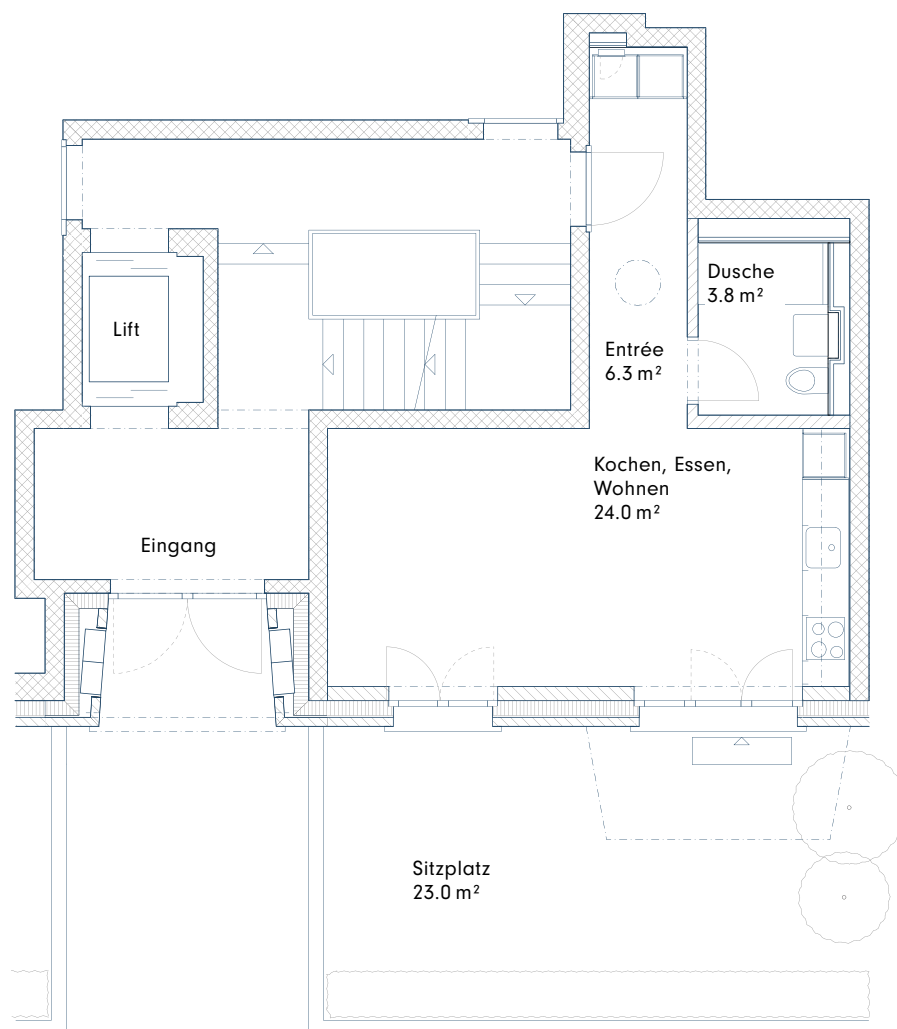 Dusche
3.8 m²
Lift
Entrée
6.3 m²
Kochen, Essen,
Wohnen
24.0 m²
Eingang
Sitzplatz
23.0 m²